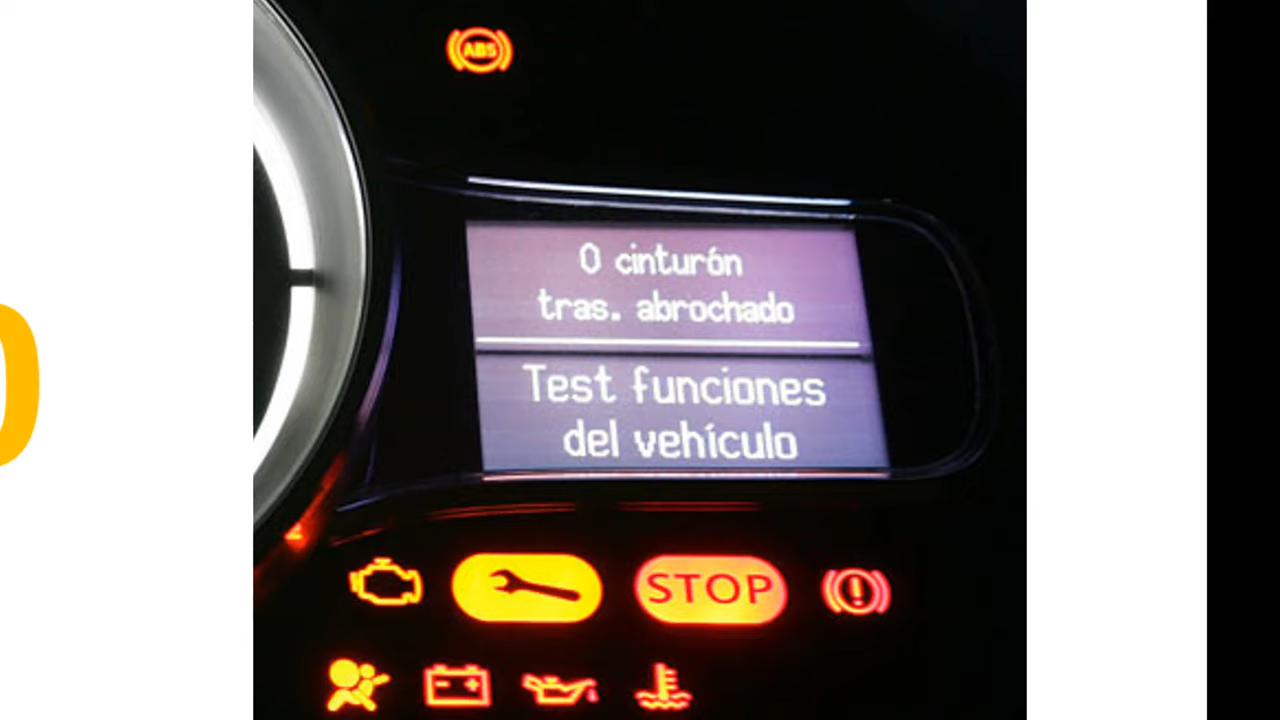 ABS
0 cinturón
tras. abrochado
Test funciones
del vehículo
STOP